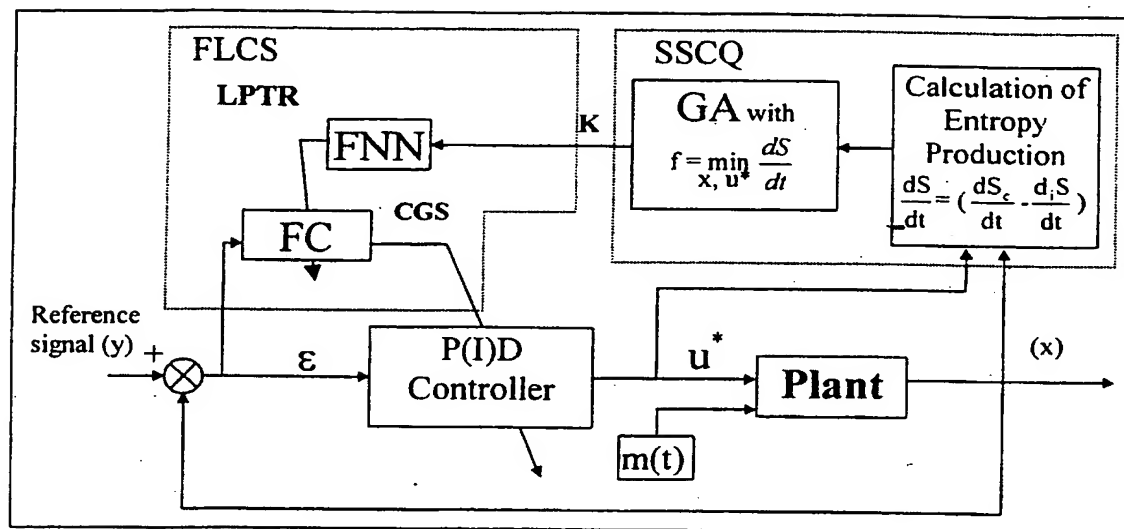 FLCS
LPTR
FNN
CGS
FC
K
SSCQ
GA with
f = min dS/dt
x, u*
Calculation of
Entropy
Production
dS/dt = (dS_c/dt - d_iS/dt)
Reference
signal (y)
+
ε
P(I)D
Controller
u*
Plant
(x)
m(t)